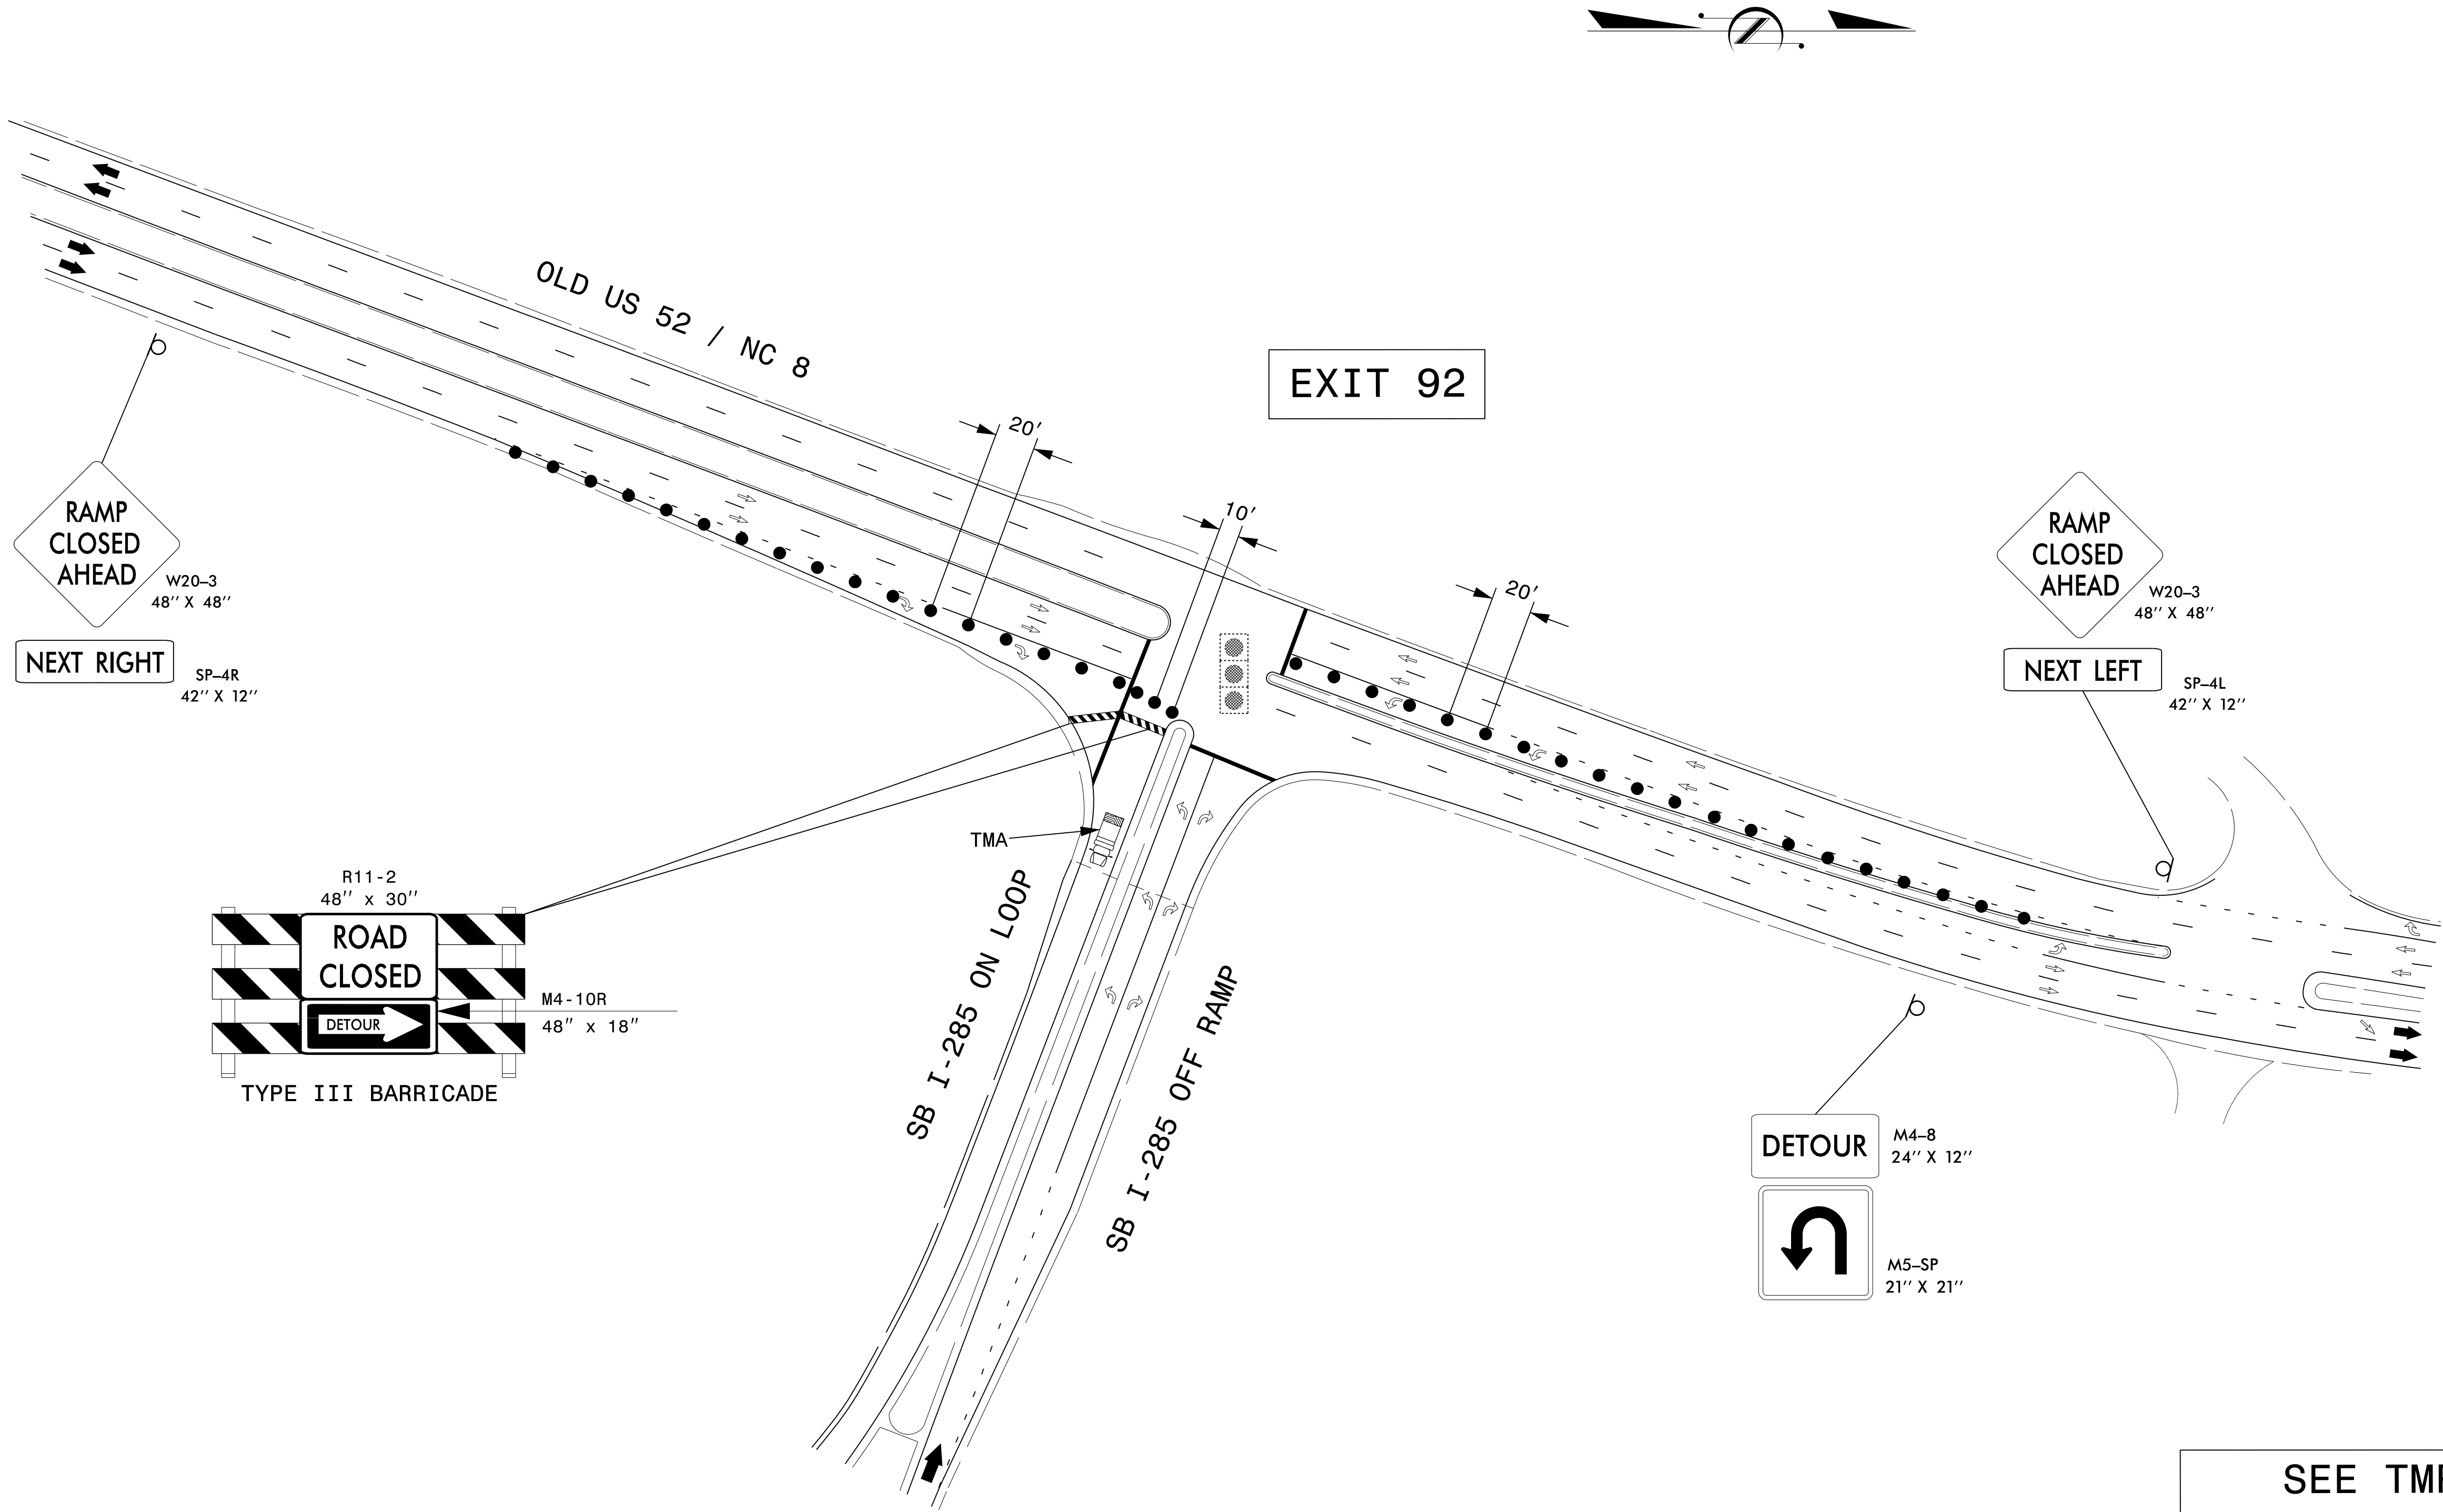 OLD US 52 / NC 8
EXIT 92
20'
10'
20'
RAMP
CLOSED
AHEAD
W20-3
48'' X 48''
NEXT RIGHT
SP-4R
42'' X 12''
RAMP
CLOSED
AHEAD
W20-3
48'' X 48''
NEXT LEFT
SP-4L
42'' X 12''
TMA
R11-2
48'' x 30''
ROAD
CLOSED
DETOUR
M4-10R
48'' x 18''
TYPE III BARRICADE
SB I-285 ON LOOP
SB I-285 OFF RAMP
DETOUR
M4-8
24'' X 12''
M5-SP
21'' X 21''
SEE